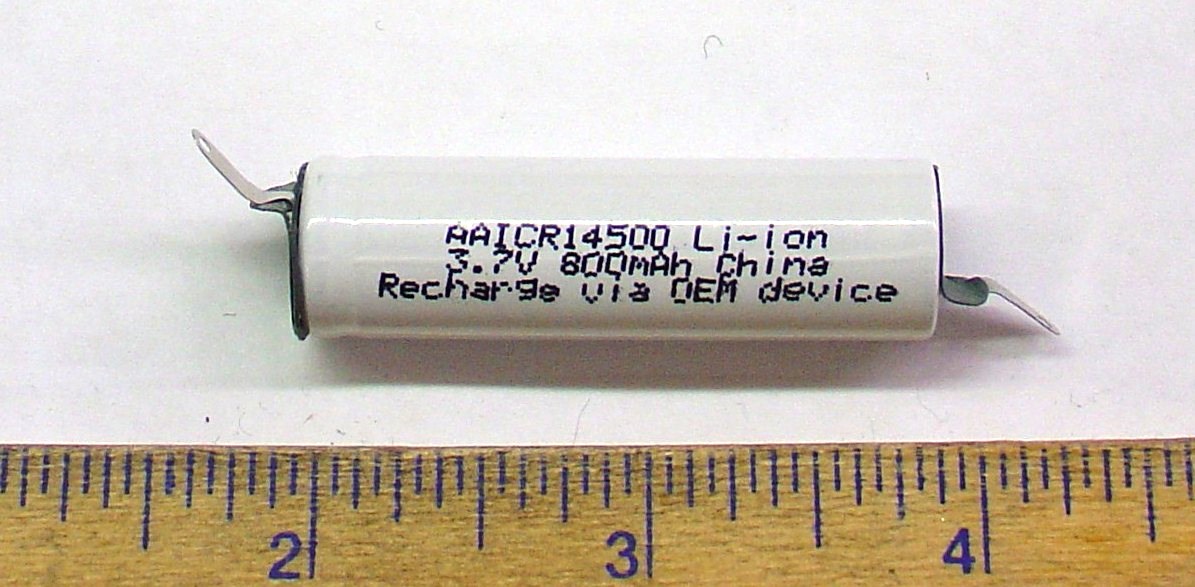 AAICR14500 Li-ion
3.7V 800mAh China
Recharge via OEM device
2 3 4